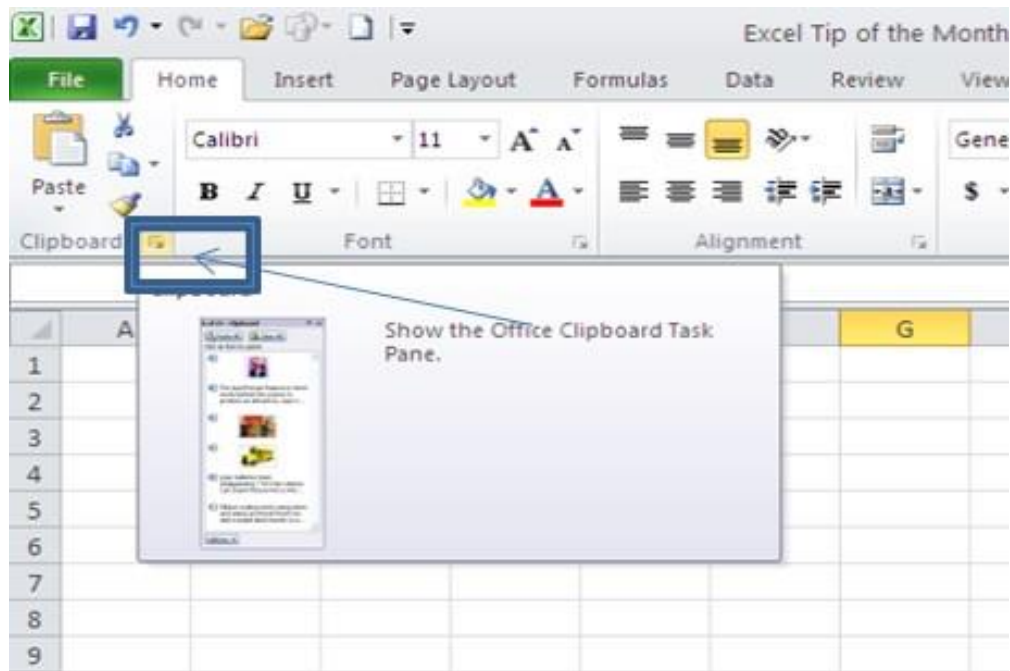 Excel Tip of the Month
File Home Insert Page Layout Formulas Data Review View
Calibri 11 A A Gene
Paste B I U A $
Clipboard Font Alignment
Clipboard
Show the Office Clipboard Task
Pane.
A G
1
2
3
4
5
6
7
8
9